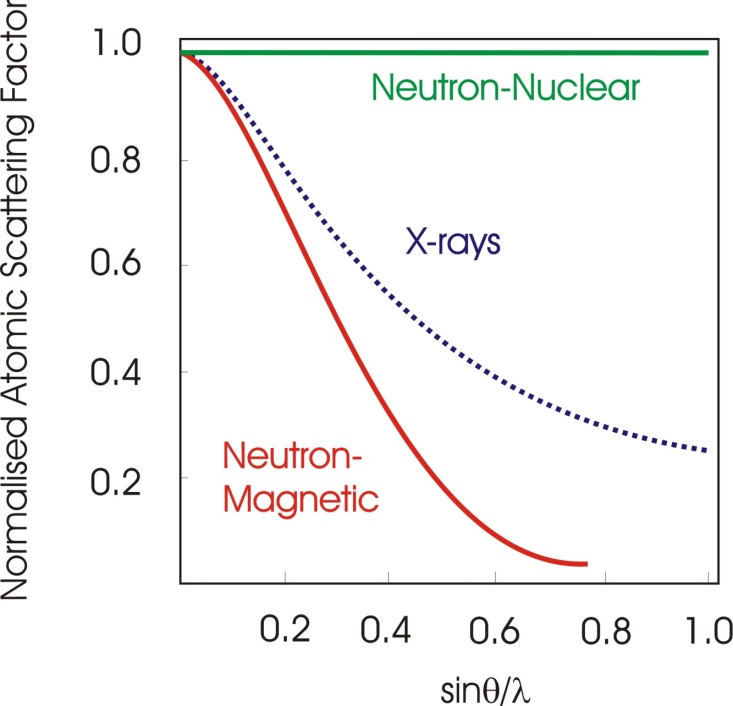 Normalised Atomic Scattering Factor
1.0
0.8
0.6
0.4
0.2
Neutron-Nuclear
X-rays
Neutron-
Magnetic
0.2 0.4 0.6 0.8 1.0
sinθ/λ